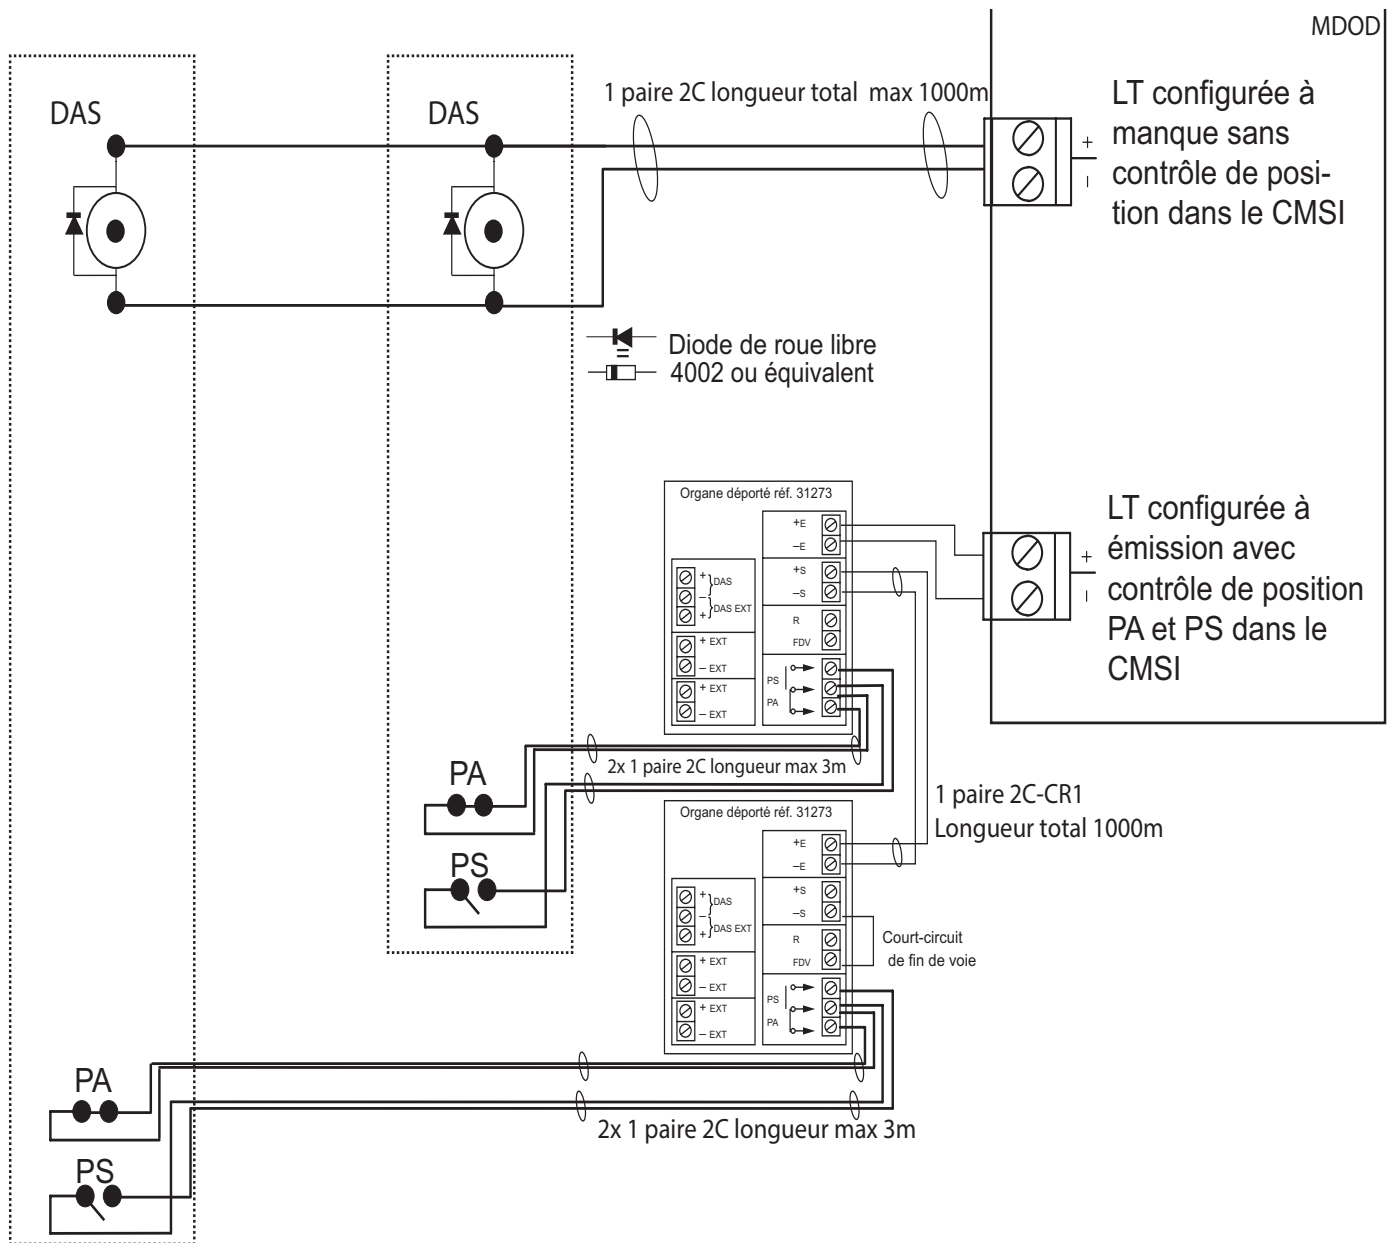 MDOD
DAS
DAS
1 paire 2C longueur total max 1000m
+
–
LT configurée à
manque sans
contrôle de posi-
tion dans le CMSI
=
Diode de roue libre
4002 ou équivalent
Organe déporté réf. 31273
+E
–E
+S
–S
R
FDV
PS
PA
+
–
+
DAS
DAS EXT
+ EXT
– EXT
+ EXT
– EXT
+
–
LT configurée à
émission avec
contrôle de position
PA et PS dans le
CMSI
2x 1 paire 2C longueur max 3m
PA
PS
1 paire 2C-CR1
Longueur total 1000m
Organe déporté réf. 31273
+E
–E
+S
–S
R
FDV
PS
PA
+
–
+
DAS
DAS EXT
+ EXT
– EXT
+ EXT
– EXT
Court-circuit
de fin de voie
PA
PS
2x 1 paire 2C longueur max 3m